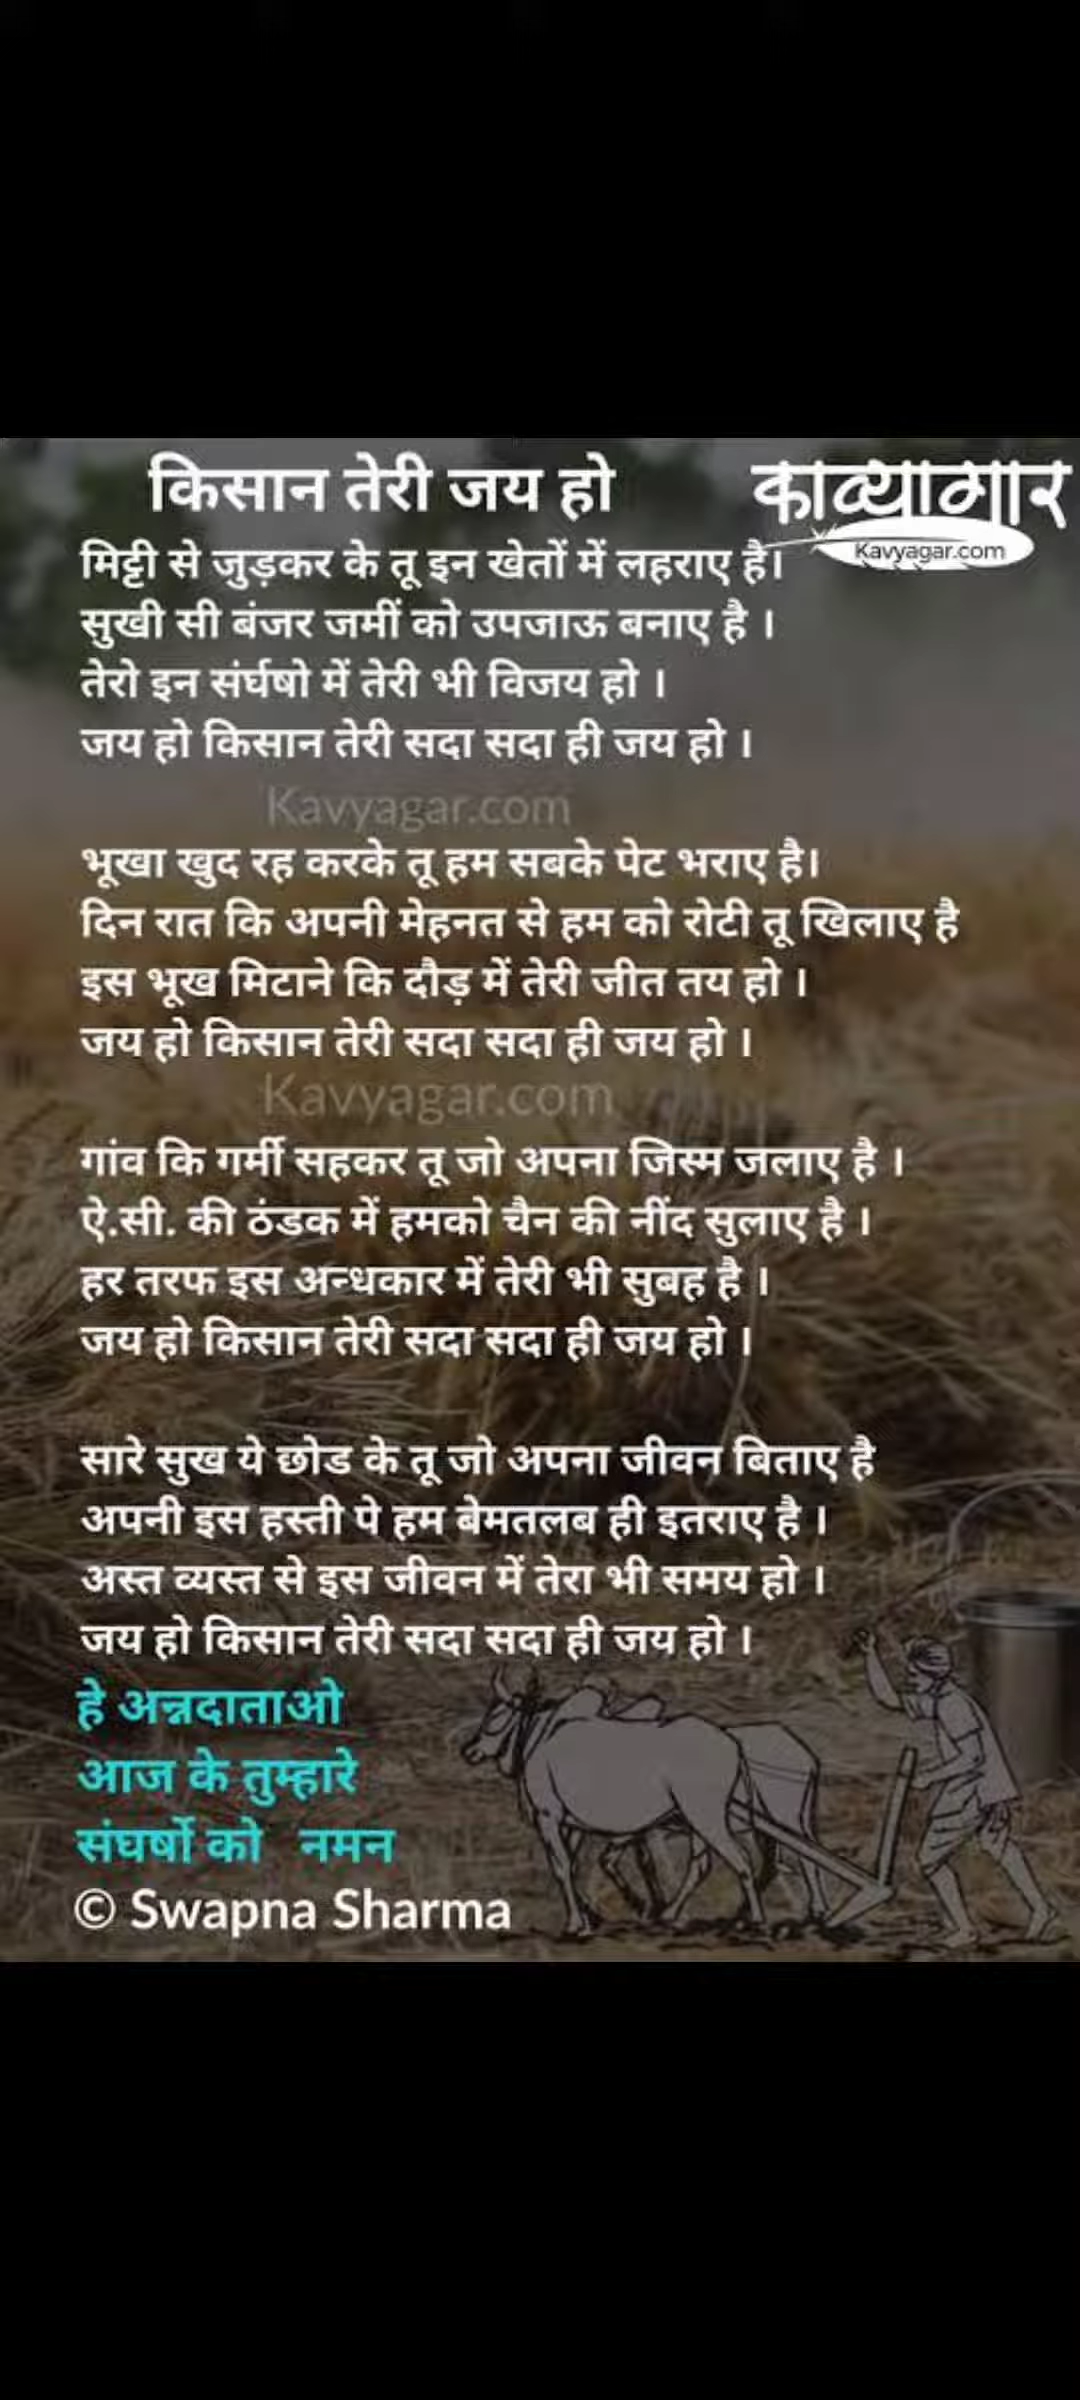 किसान तेरी जय हो
काव्यागार
Kavyagar.com
मिट्टी से जुड़कर के तू इन खेतों में लहराए है।
सुखी सी बंजर जमीं को उपजाऊ बनाए है ।
तेरो इन संर्घषो में तेरी भी विजय हो ।
जय हो किसान तेरी सदा सदा ही जय हो ।
Kavyagar.com
भूखा खुद रह करके तू हम सबके पेट भराए है।
दिन रात कि अपनी मेहनत से हम को रोटी तू खिलाए है
इस भूख मिटाने कि दौड़ में तेरी जीत तय हो ।
जय हो किसान तेरी सदा सदा ही जय हो ।
Kavyagar.com
गांव कि गर्मी सहकर तू जो अपना जिस्म जलाए है ।
ऐ.सी. की ठंडक में हमको चैन की नींद सुलाए है ।
हर तरफ इस अन्धकार में तेरी भी सुबह है ।
जय हो किसान तेरी सदा सदा ही जय हो ।
सारे सुख ये छोड के तू जो अपना जीवन बिताए है
अपनी इस हस्ती पे हम बेमतलब ही इतराए है ।
अस्त व्यस्त से इस जीवन में तेरा भी समय हो ।
जय हो किसान तेरी सदा सदा ही जय हो ।
हे अन्नदाताओ
आज के तुम्हारे
संघर्षो को नमन
© Swapna Sharma